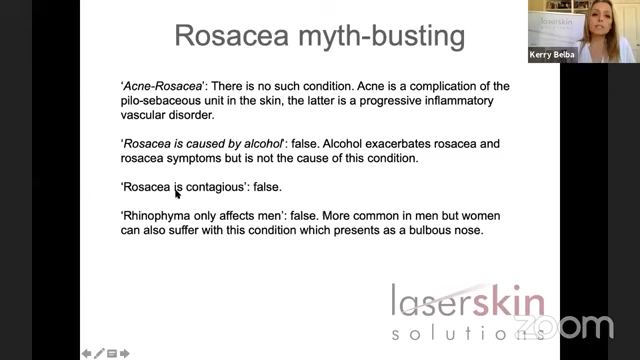 Rosacea myth-busting
laserskin
Kerry Belba
'Acne-Rosacea': There is no such condition. Acne is a complication of the
pilo-sebaceous unit in the skin, the latter is a progressive inflammatory
vascular disorder.
'Rosacea is caused by alcohol': false. Alcohol exacerbates rosacea and
rosacea symptoms but is not the cause of this condition.
'Rosacea is contagious': false.
'Rhinophyma only affects men': false. More common in men but women
can also suffer with this condition which presents as a bulbous nose.
laserskin
solutions
zoom